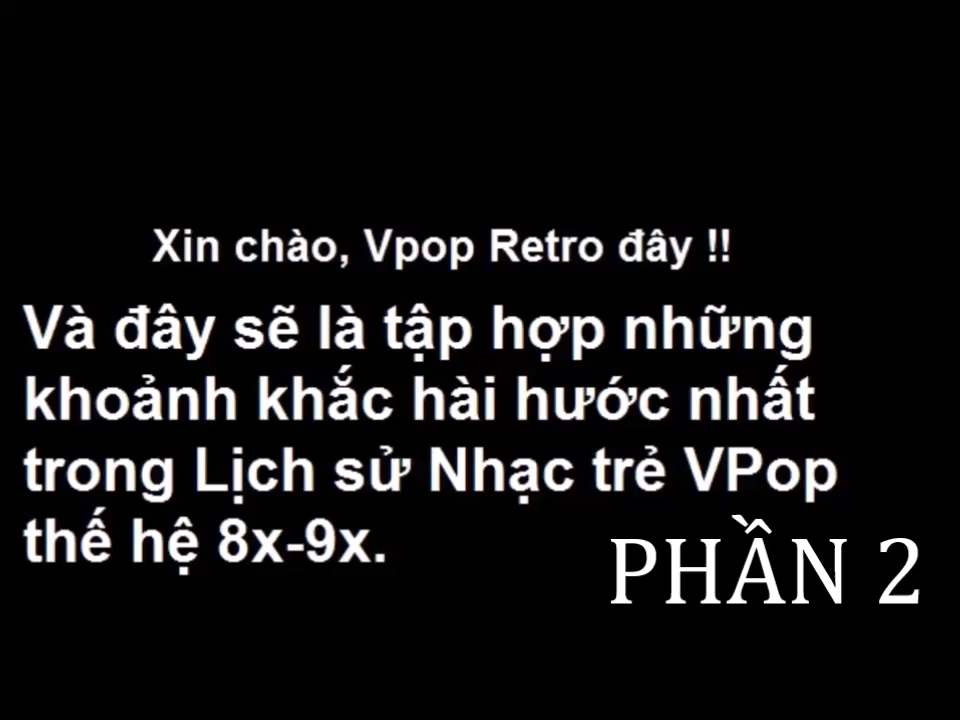 Xin chào, Vpop Retro đây !!
Và đây sẽ là tập hợp những
khoảnh khắc hài hước nhất
trong Lịch sử Nhạc trẻ VPop
thế hệ 8x-9x.
PHẦN 2